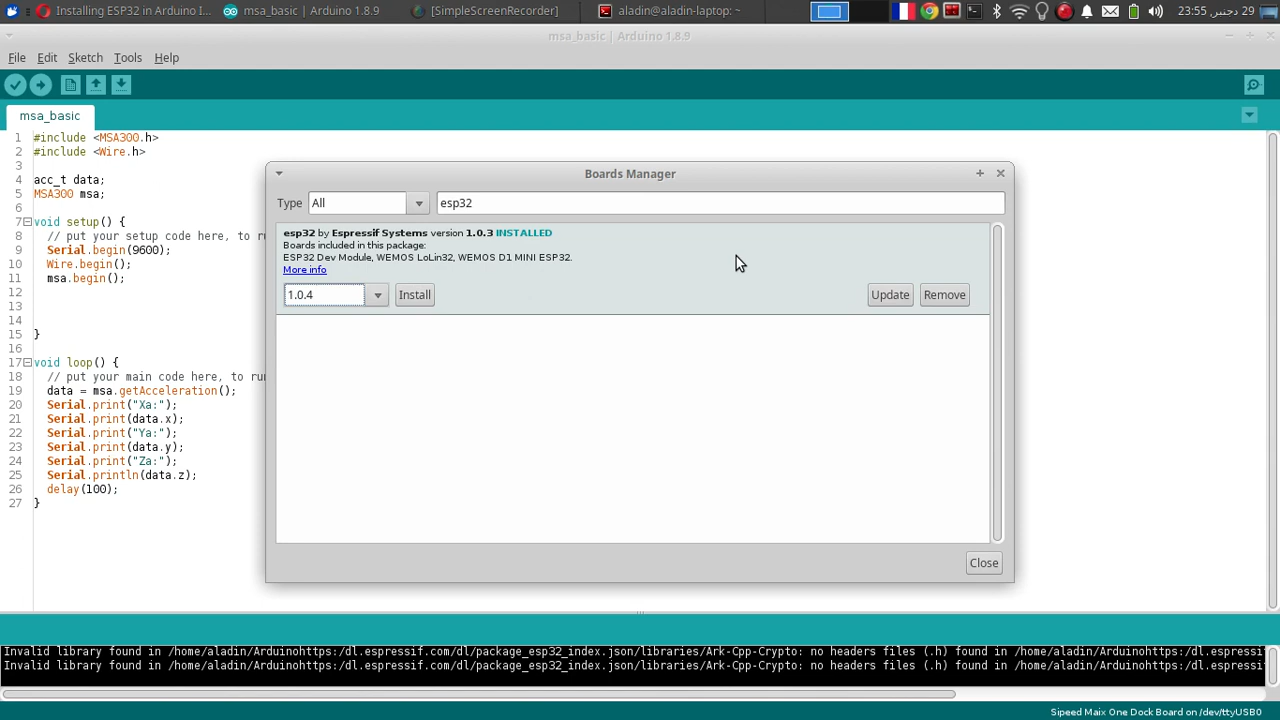 Installing ESP32 in Arduino I...
msa_basic | Arduino 1.8.9
[SimpleScreenRecorder]
aladin@aladin-laptop: ~
29 دجنبر, 23:55
msa_basic | Arduino 1.8.9
File Edit Sketch Tools Help
msa_basic
1 #include <MSA300.h>
2 #include <Wire.h>
3
4 acc_t data;
5 MSA300 msa;
6
7 void setup() {
8 // put your setup code here, to ru
9 Serial.begin(9600);
10 Wire.begin();
11 msa.begin();
12
13
14
15 }
16
17 void loop() {
18 // put your main code here, to run
19 data = msa.getAcceleration();
20 Serial.print("Xa:");
21 Serial.print(data.x);
22 Serial.print("Ya:");
23 Serial.print(data.y);
24 Serial.print("Za:");
25 Serial.println(data.z);
26 delay(100);
27 }
Boards Manager
Type All esp32
esp32 by Espressif Systems version 1.0.3 INSTALLED
Boards included in this package:
ESP32 Dev Module, WEMOS LoLin32, WEMOS D1 MINI ESP32.
More info
1.0.4 Install Update Remove
Close
Invalid library found in /home/aladin/Arduinohttps:/dl.espressif.com/dl/package_esp32_index.json/libraries/Ark-Cpp-Crypto: no headers files (.h) found in /home/aladin/Arduinohttps:/dl.espressif
Invalid library found in /home/aladin/Arduinohttps:/dl.espressif.com/dl/package_esp32_index.json/libraries/Ark-Cpp-Crypto: no headers files (.h) found in /home/aladin/Arduinohttps:/dl.espressif
Sipeed Maix One Dock Board on /dev/ttyUSB0